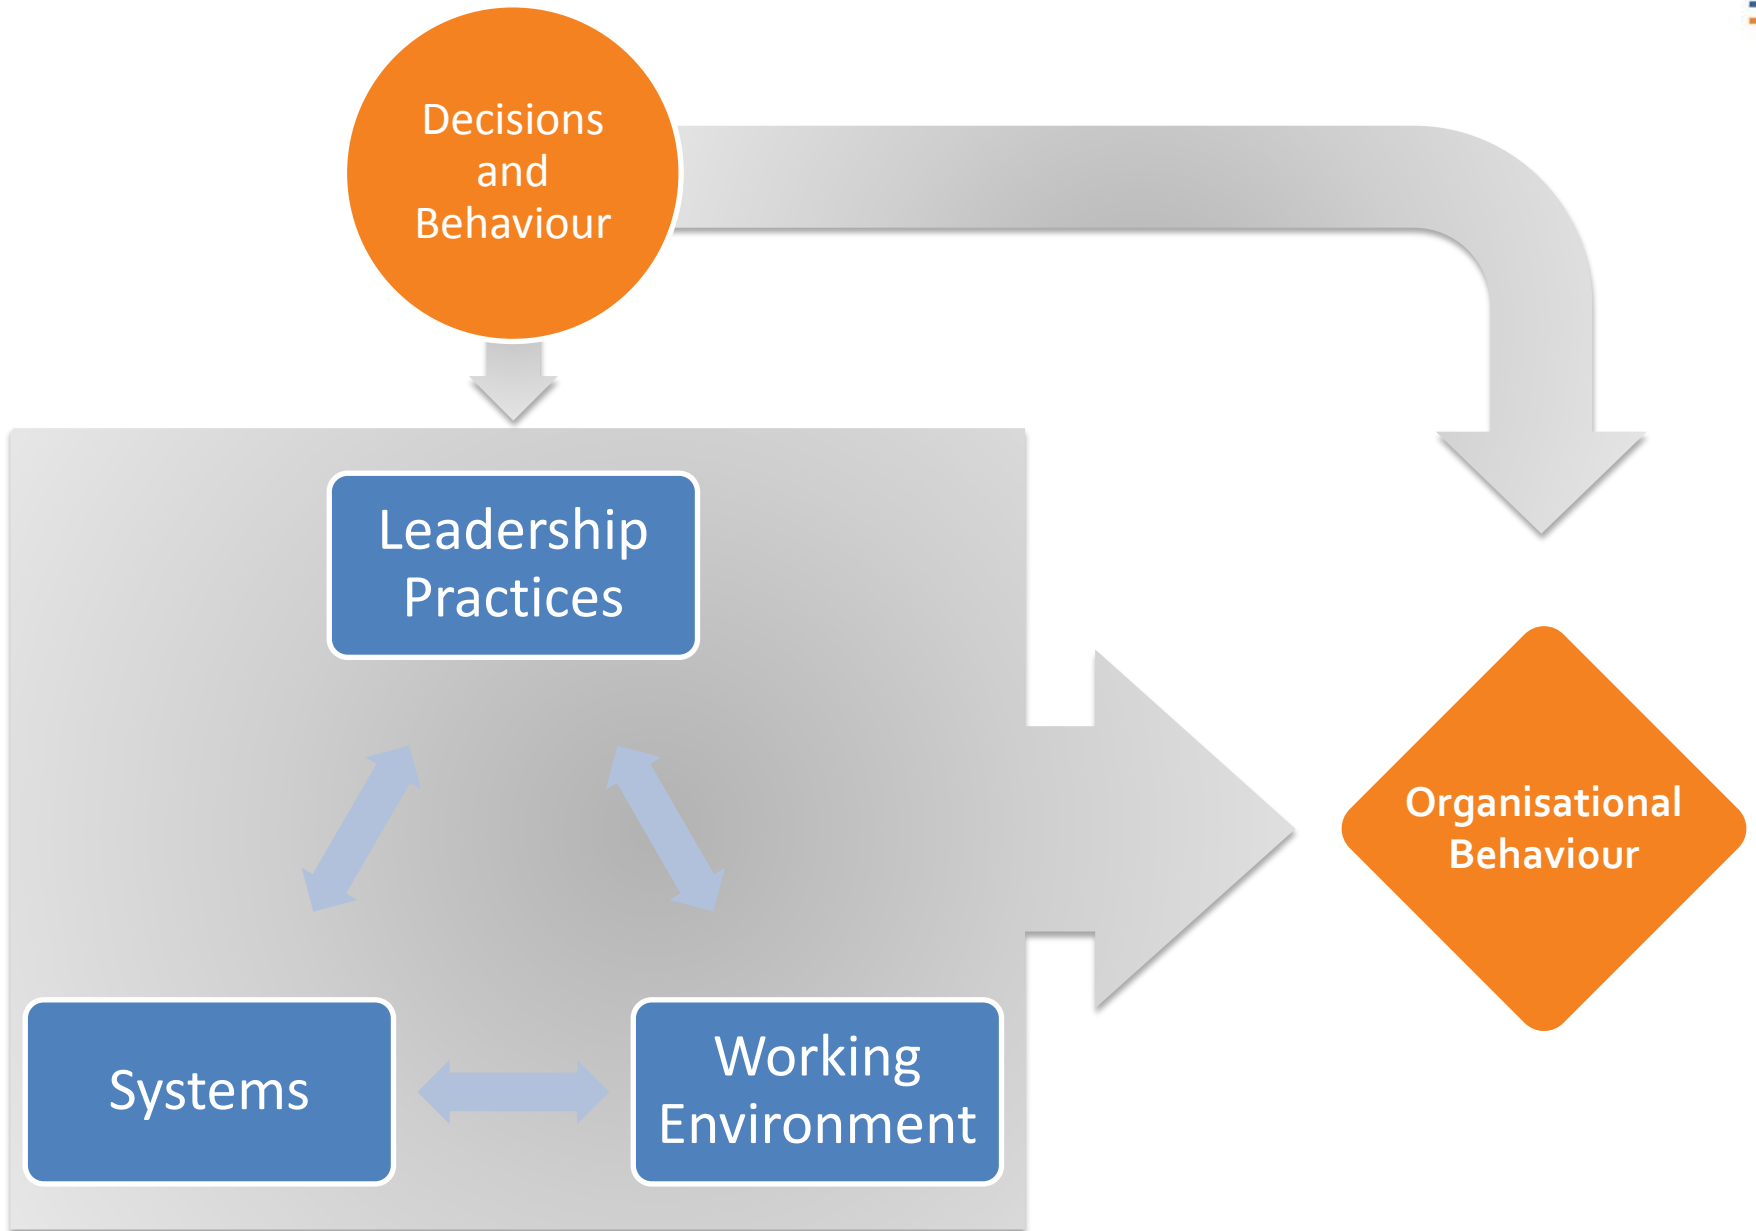 Decisions
and
Behaviour
Leadership
Practices
Organisational
Behaviour
Systems
Working
Environment